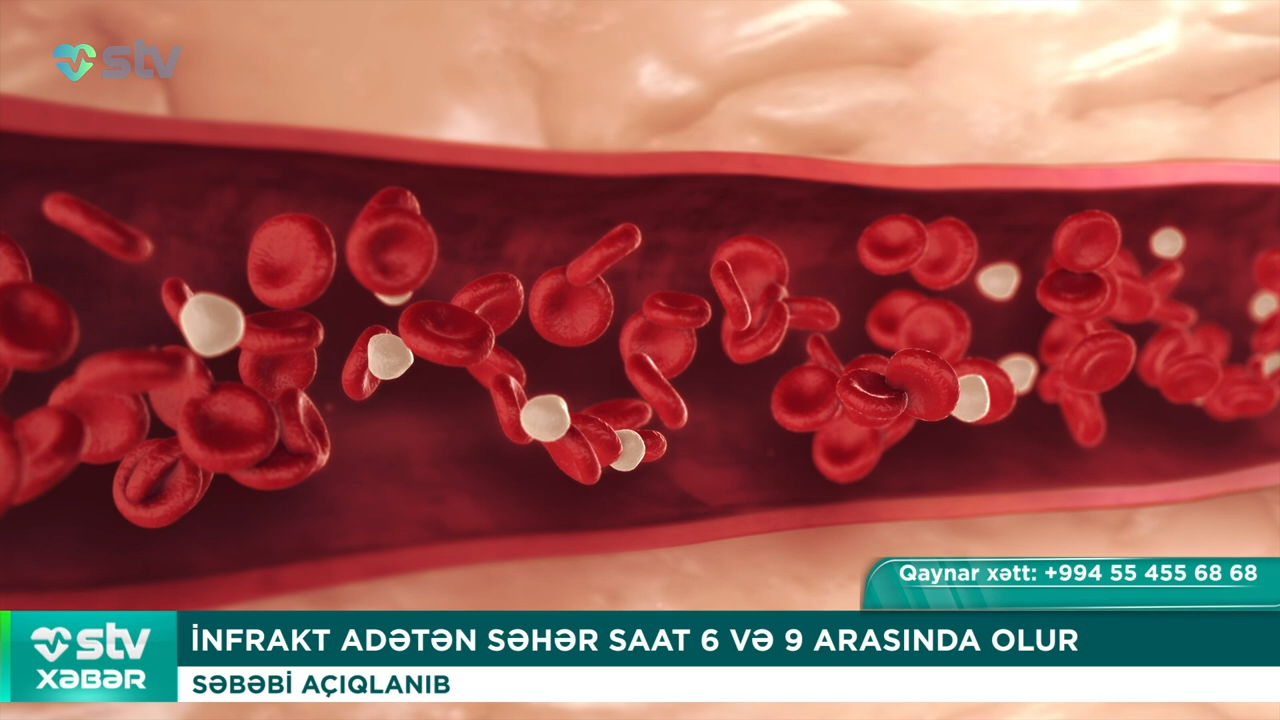 stv
Qaynar xətt: +994 55 455 68 68
stv
XƏBƏR
İNFRAKT ADƏTƏN SƏHƏR SAAT 6 VƏ 9 ARASINDA OLUR
SƏBƏBİ AÇIQLANIB